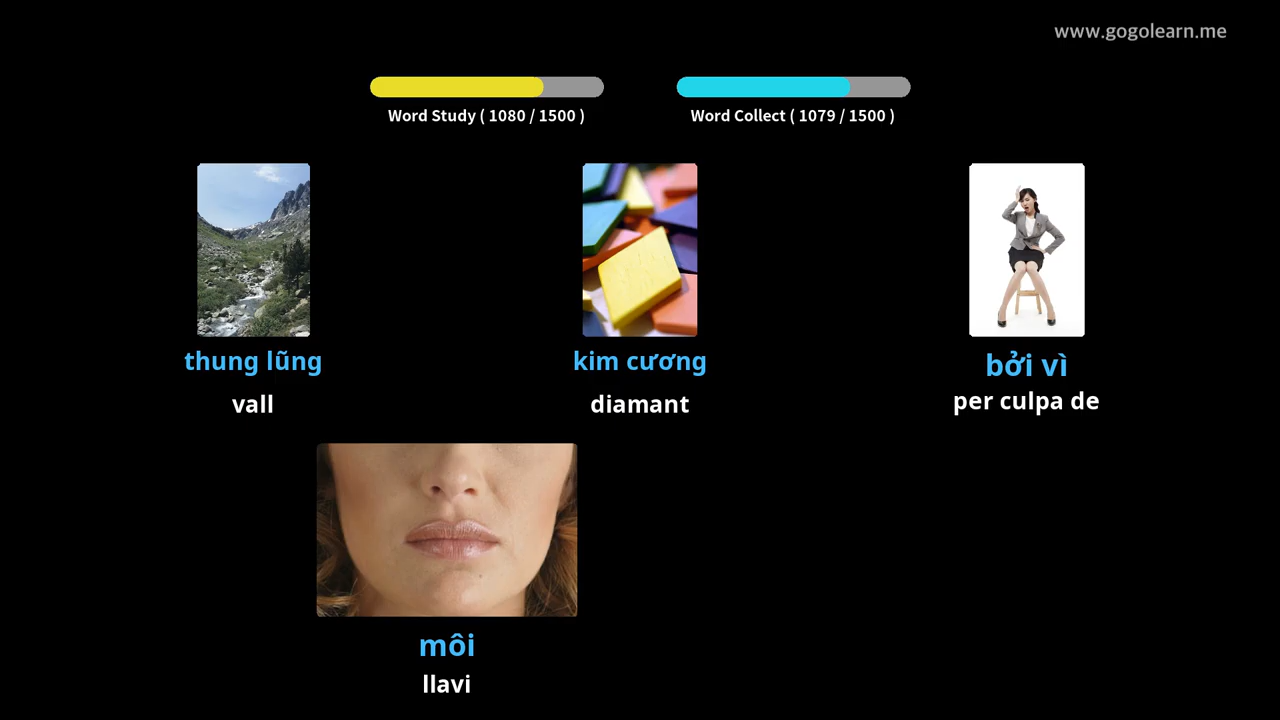 www.gogolearn.me
Word Study ( 1080 / 1500 )
Word Collect ( 1079 / 1500 )
thung lũng
vall
kim cương
diamant
bởi vì
per culpa de
môi
llavi